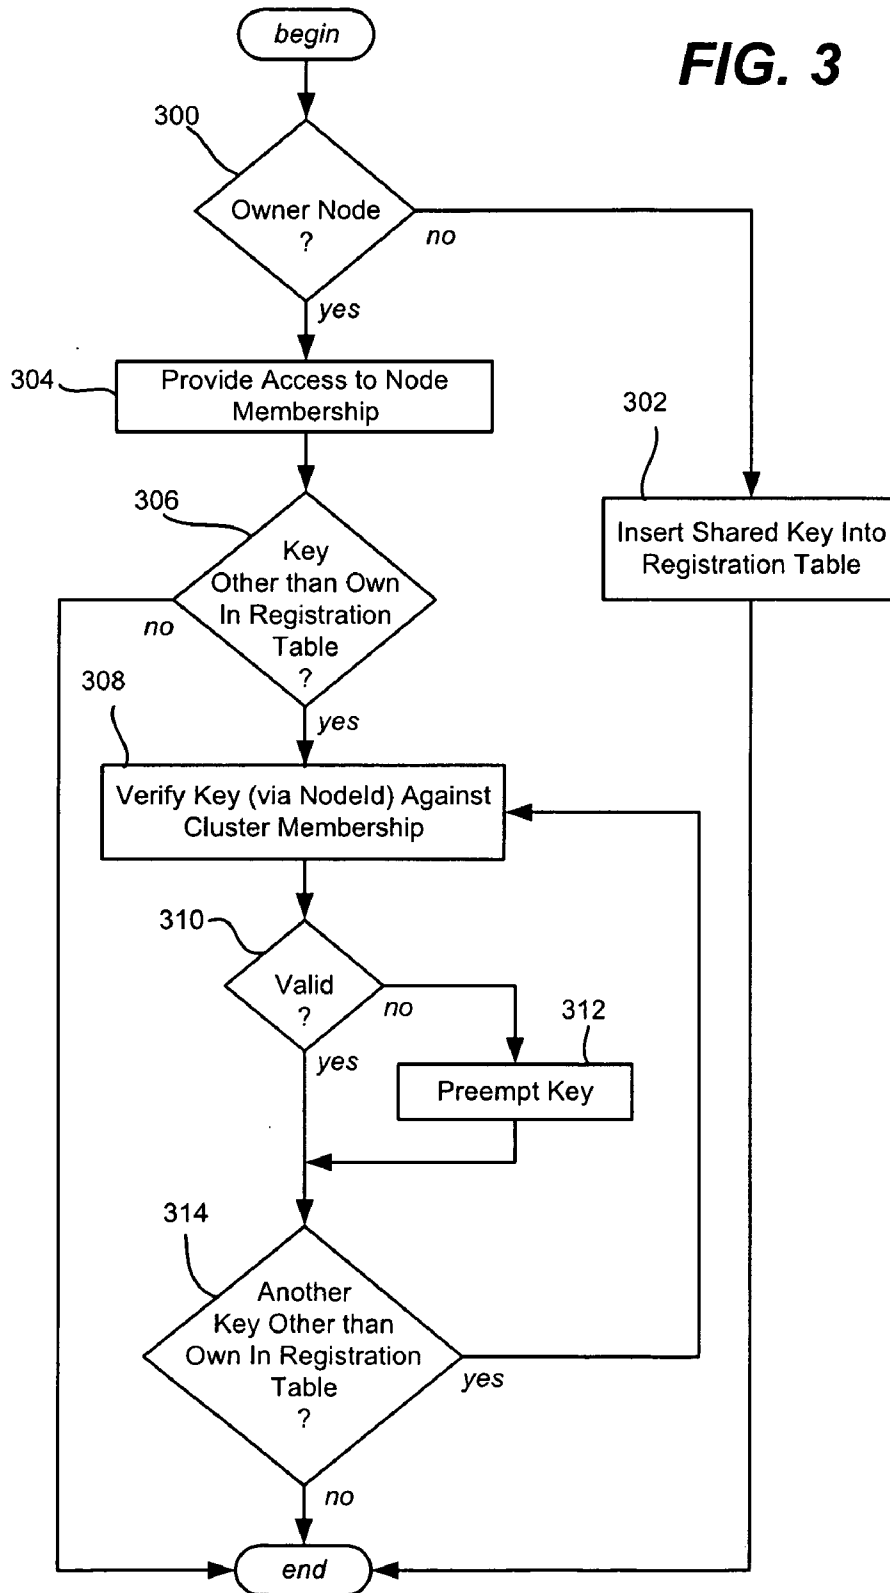 begin
FIG. 3
300
Owner Node
?
no
yes
304
Provide Access to Node
Membership
302
Insert Shared Key Into
Registration Table
306
Key
Other than Own
In Registration
Table
?
no
yes
308
Verify Key (via NodeId) Against
Cluster Membership
310
Valid
?
no
yes
312
Preempt Key
314
Another
Key Other than
Own In Registration
Table
?
yes
no
end